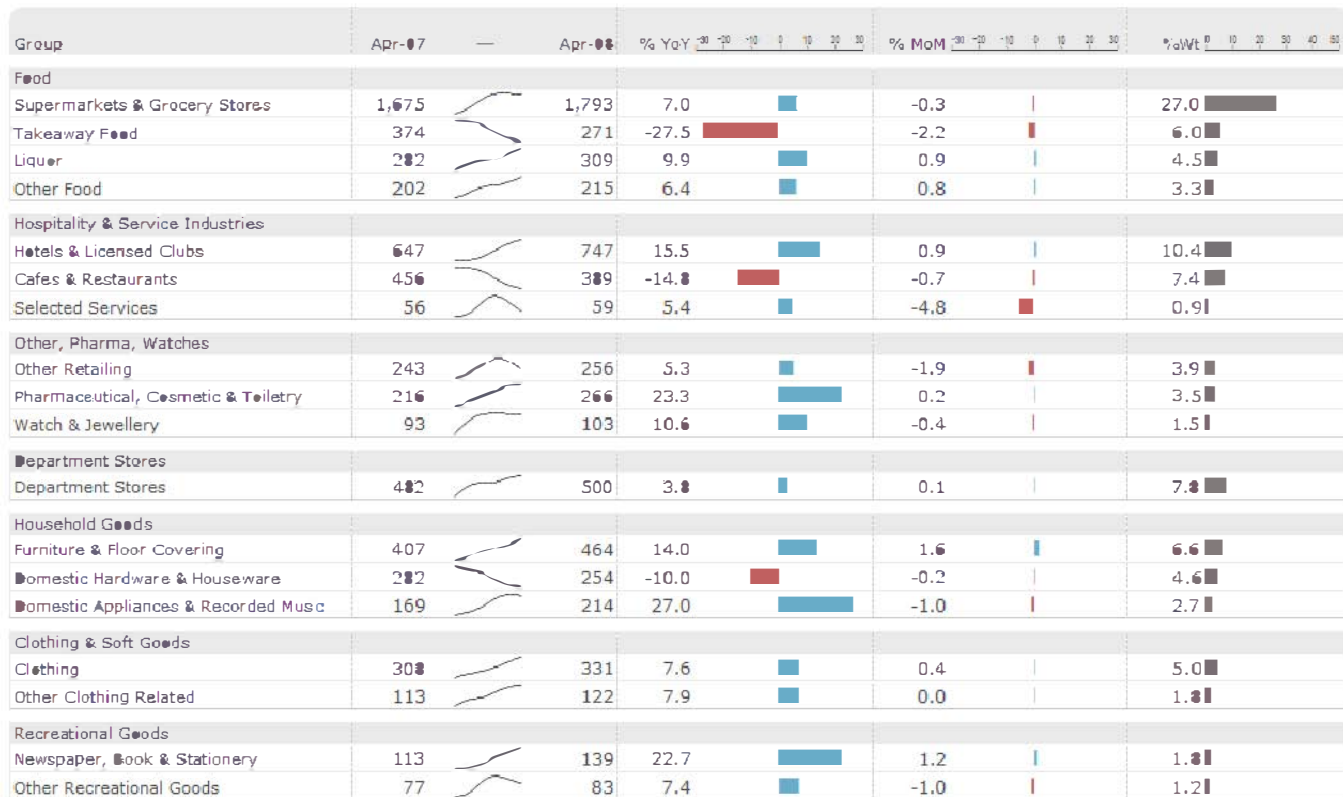 Group Apr-07 — Apr-08 % YoY -30 -20 -10 0 10 20 30 % MoM -30 -20 -10 0 10 20 30 %Wt 0 10 20 30 40 50
Food
Supermarkets & Grocery Stores 1,675 1,793 7.0 -0.3 27.0
Takeaway Food 374 271 -27.5 -2.2 6.0
Liquor 282 309 9.9 0.9 4.5
Other Food 202 215 6.4 0.8 3.3
Hospitality & Service Industries
Hotels & Licensed Clubs 647 747 15.5 0.9 10.4
Cafes & Restaurants 456 389 -14.8 -0.7 7.4
Selected Services 56 59 5.4 -4.8 0.9
Other, Pharma, Watches
Other Retailing 243 256 5.3 -1.9 3.9
Pharmaceutical, Cosmetic & Toiletry 216 266 23.3 0.2 3.5
Watch & Jewellery 93 103 10.6 -0.4 1.5
Department Stores
Department Stores 482 500 3.8 0.1 7.8
Household Goods
Furniture & Floor Covering 407 464 14.0 1.6 6.6
Domestic Hardware & Houseware 282 254 -10.0 -0.2 4.6
Domestic Appliances & Recorded Music 169 214 27.0 -1.0 2.7
Clothing & Soft Goods
Clothing 308 331 7.6 0.4 5.0
Other Clothing Related 113 122 7.9 0.0 1.8
Recreational Goods
Newspaper, Book & Stationery 113 139 22.7 1.2 1.8
Other Recreational Goods 77 83 7.4 -1.0 1.2